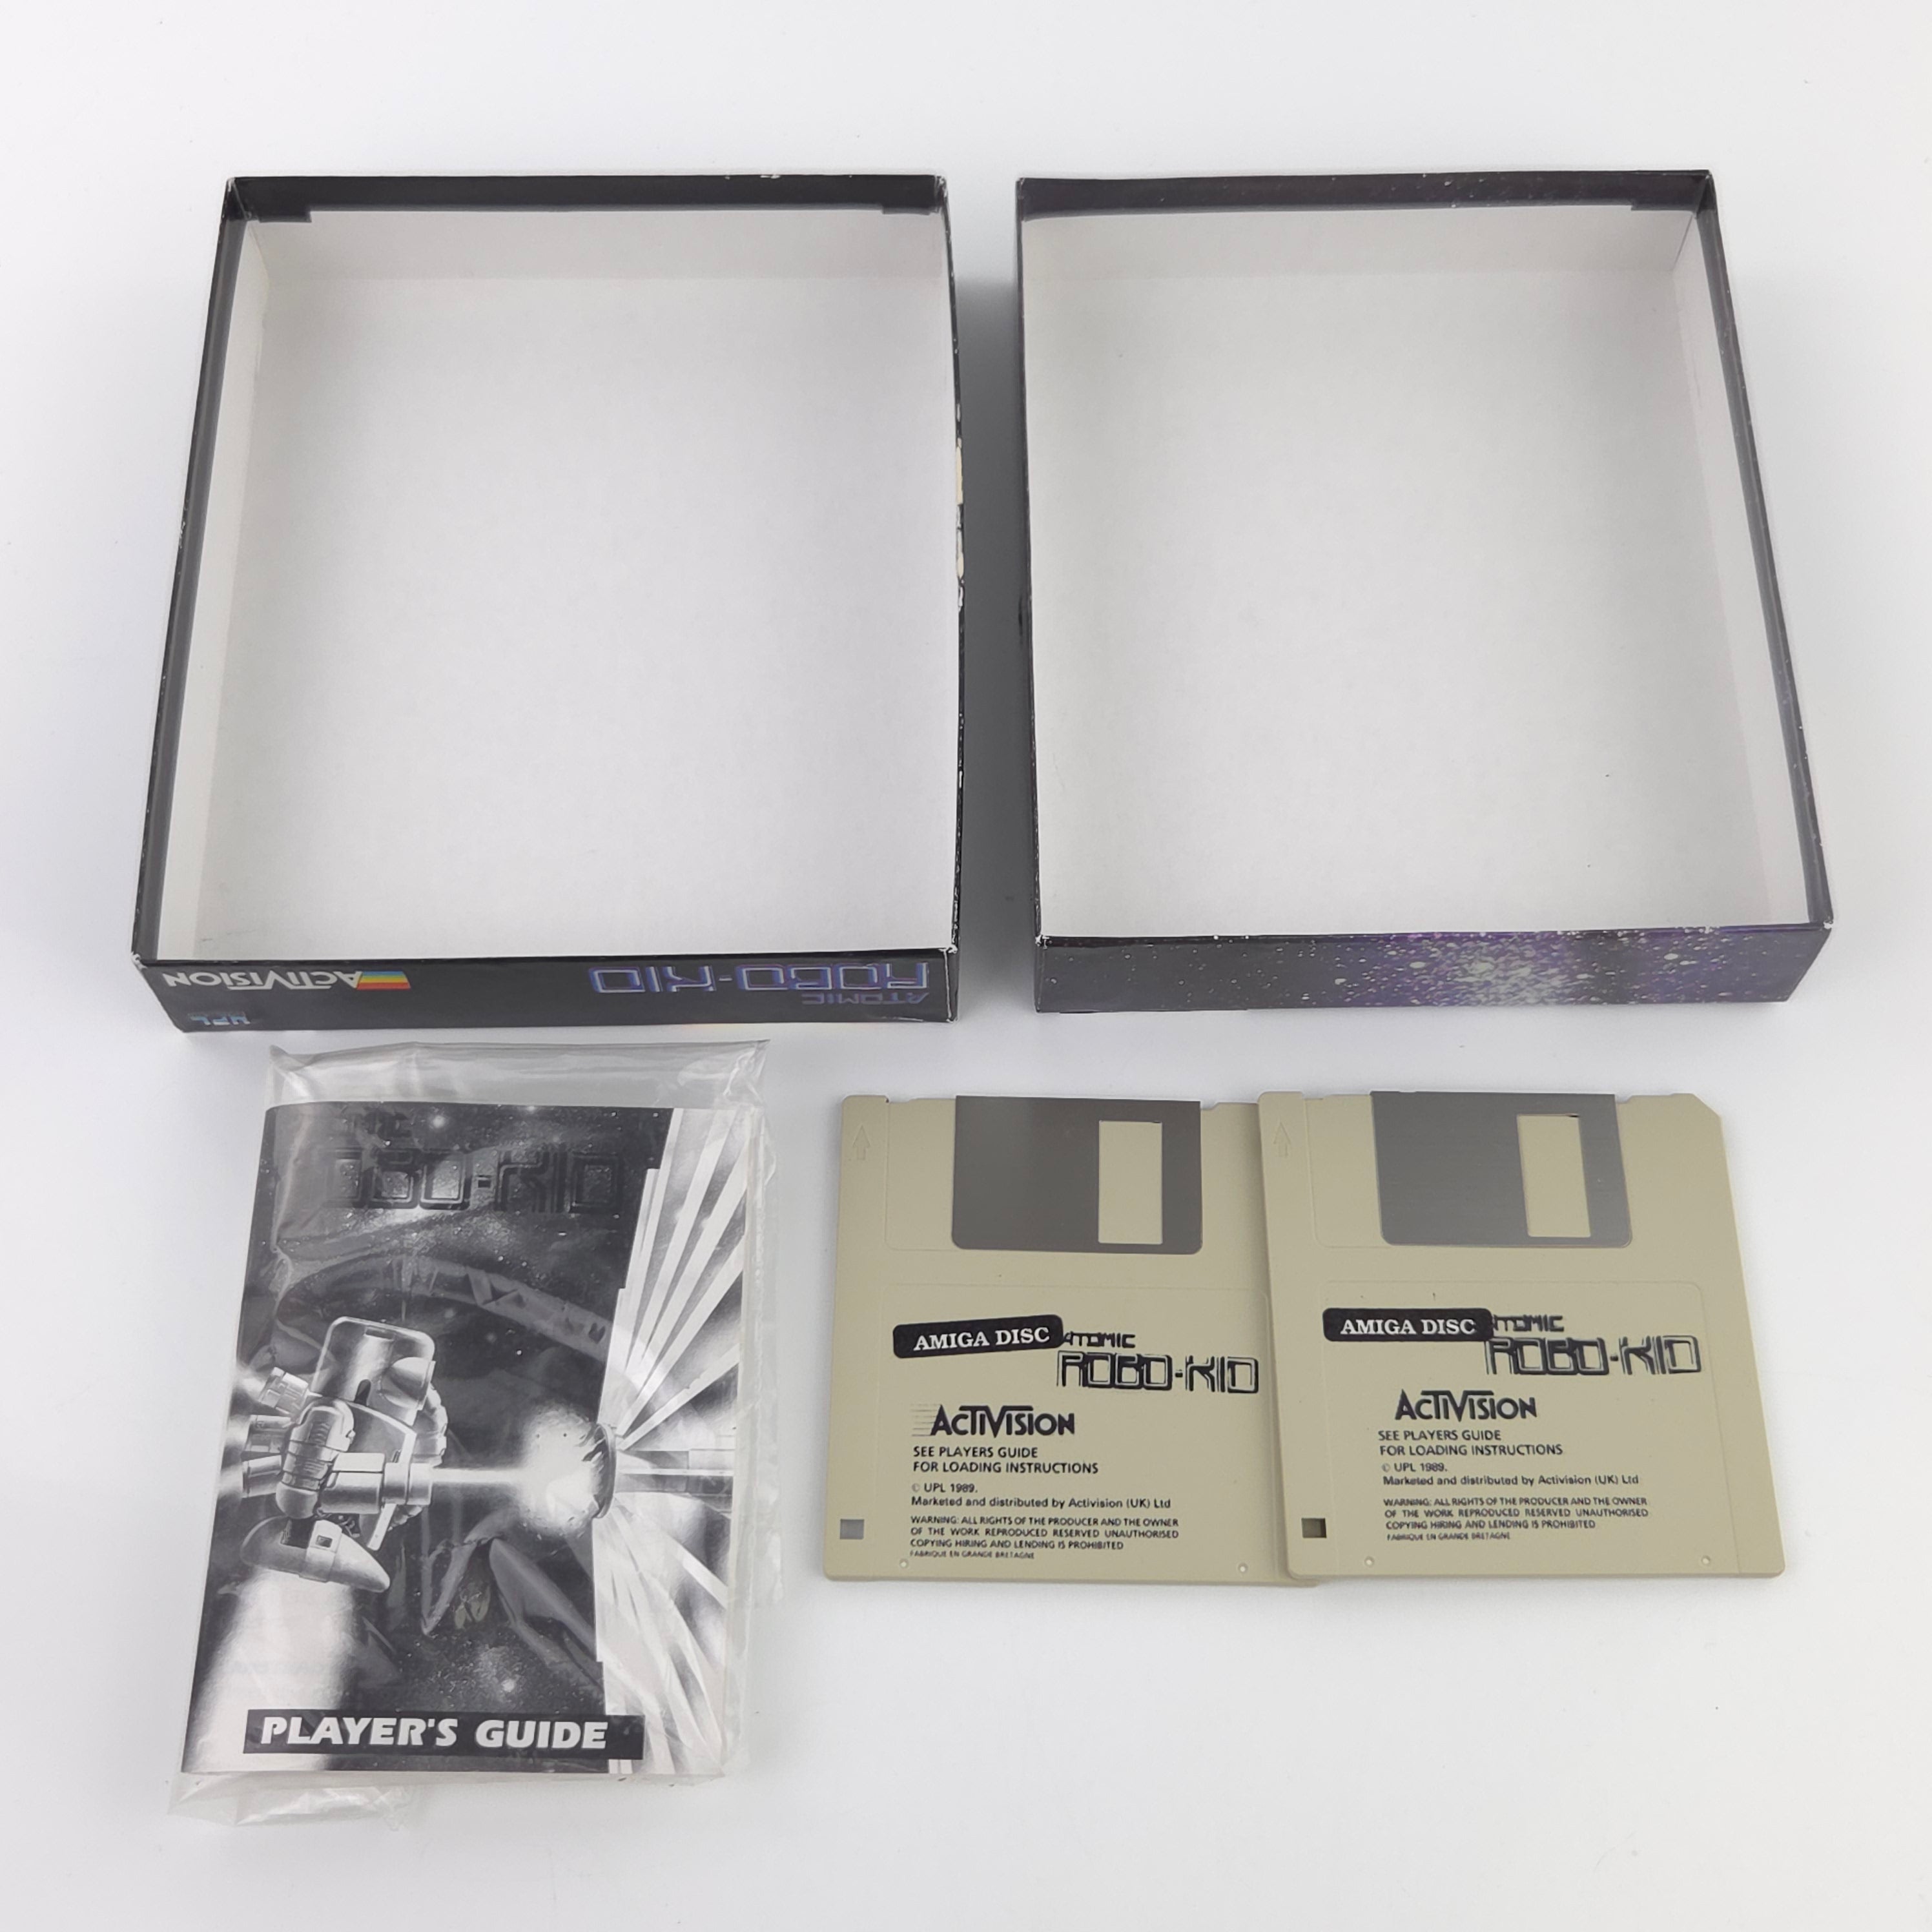 ACTIVISION
ATOMIC
ROBO-KID
UPL
ROBO-KID
PLAYER'S GUIDE
AMIGA DISC
ATOMIC
ROBO-KID
ACTIVISION
SEE PLAYERS GUIDE
FOR LOADING INSTRUCTIONS
© UPL 1989.
Marketed and distributed by Activision (UK) Ltd
WARNING: ALL RIGHTS OF THE PRODUCER AND THE OWNER
OF THE WORK REPRODUCED RESERVED UNAUTHORISED
COPYING HIRING AND LENDING IS PROHIBITED
FABRIQUE EN GRANDE BRETAGNE
AMIGA DISC
ATOMIC
ROBO-KID
ACTIVISION
SEE PLAYERS GUIDE
FOR LOADING INSTRUCTIONS
© UPL 1989.
Marketed and distributed by Activision (UK) Ltd
WARNING: ALL RIGHTS OF THE PRODUCER AND THE OWNER
OF THE WORK REPRODUCED RESERVED UNAUTHORISED
COPYING HIRING AND LENDING IS PROHIBITED
FABRIQUE EN GRANDE BRETAGNE